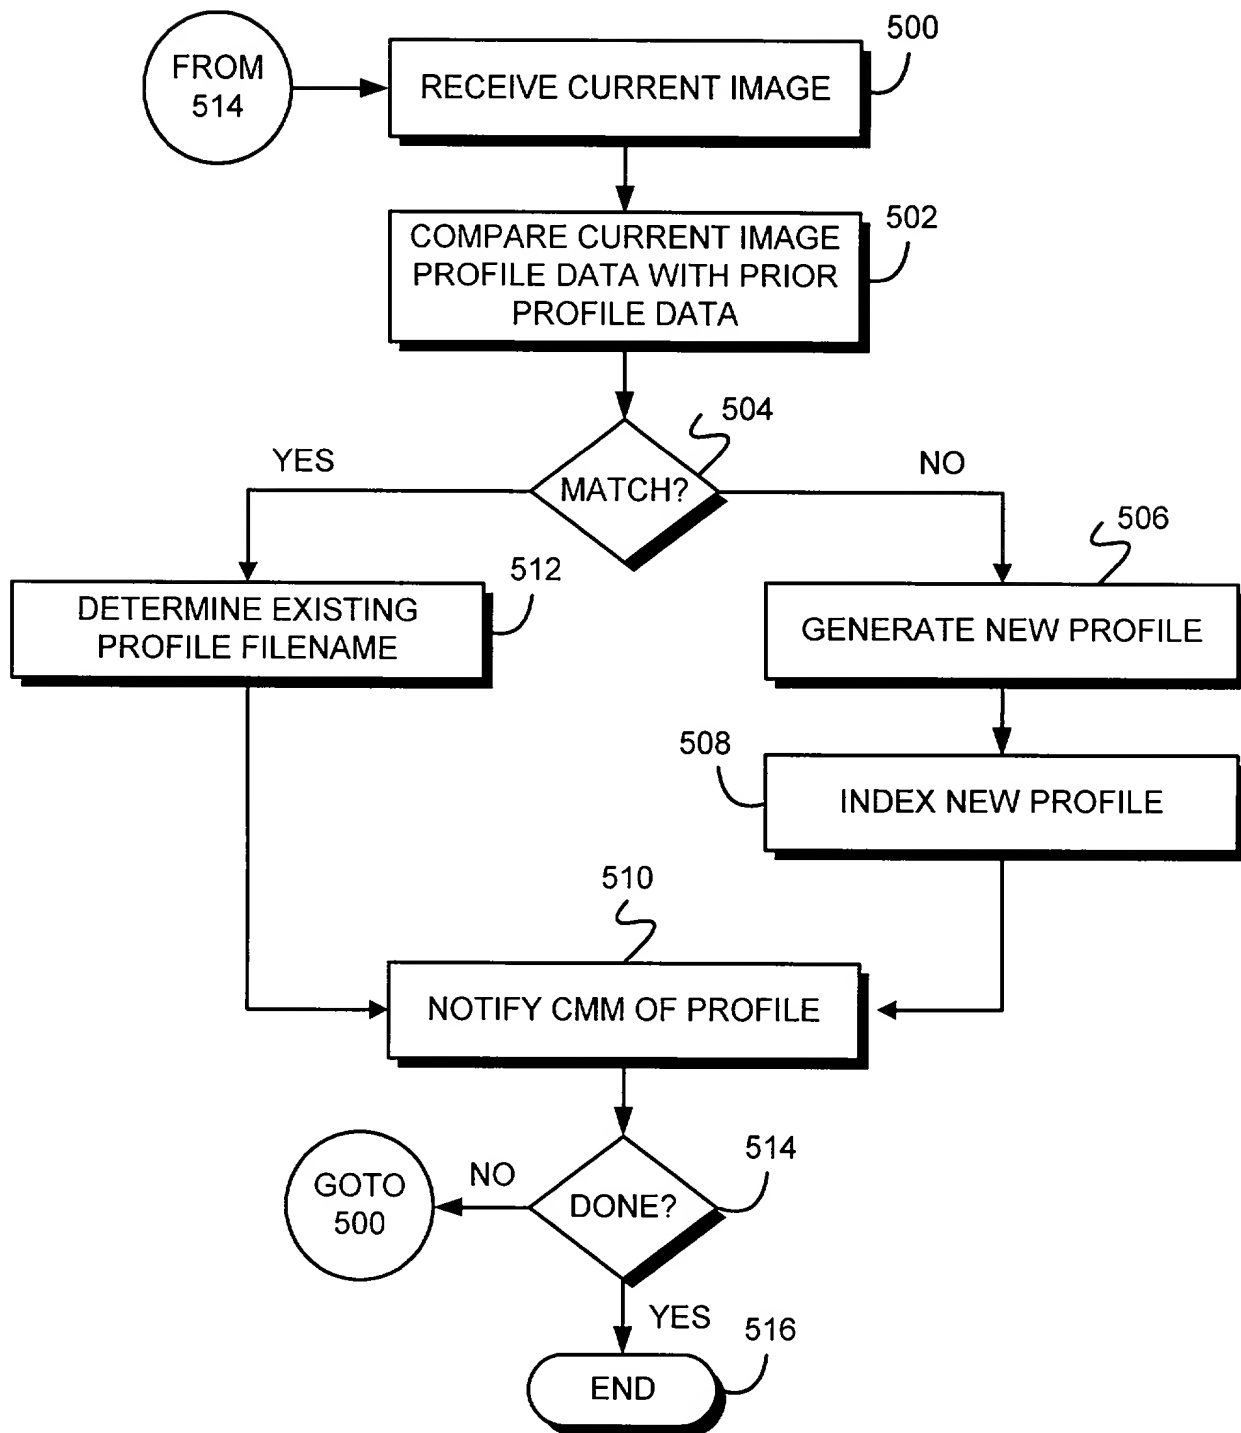 FROM
514
RECEIVE CURRENT IMAGE
500
COMPARE CURRENT IMAGE
PROFILE DATA WITH PRIOR
PROFILE DATA
502
504
YES
MATCH?
NO
506
512
DETERMINE EXISTING
PROFILE FILENAME
GENERATE NEW PROFILE
508
INDEX NEW PROFILE
510
NOTIFY CMM OF PROFILE
514
GOTO
500
NO
DONE?
YES
516
END